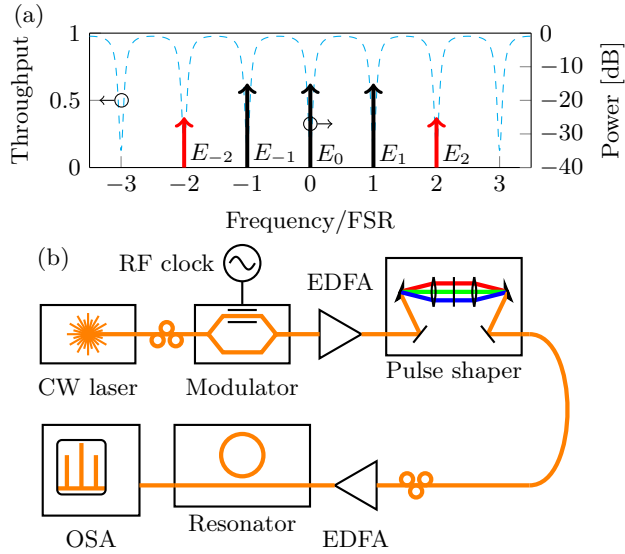 (a)
Throughput
1
0.5
0
0
−10
−20
−30
−40
Power [dB]
E−2
E−1
E0
E1
E2
−3 −2 −1 0 1 2 3
Frequency/FSR
(b)
RF clock
EDFA
CW laser
Modulator
Pulse shaper
OSA
Resonator
EDFA